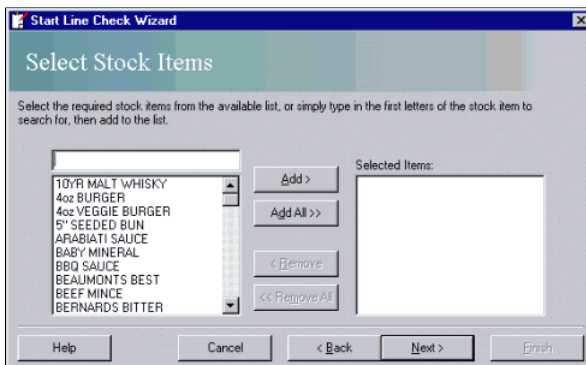 Start Line Check Wizard
Select Stock Items
Select the required stock items from the available list, or simply type in the first letters of the stock item to
search for, then add to the list.
Selected Items:
10YR MALT WHISKY
4oz BURGER
4oz VEGGIE BURGER
5" SEEDED BUN
ARABIATI SAUCE
BABY MINERAL
BBQ SAUCE
BEAUMONTS BEST
BEEF MINCE
BERNARDS BITTER
Add >
Add All >>
< Remove
<< Remove All
Help
Cancel
< Back
Next >
Finish